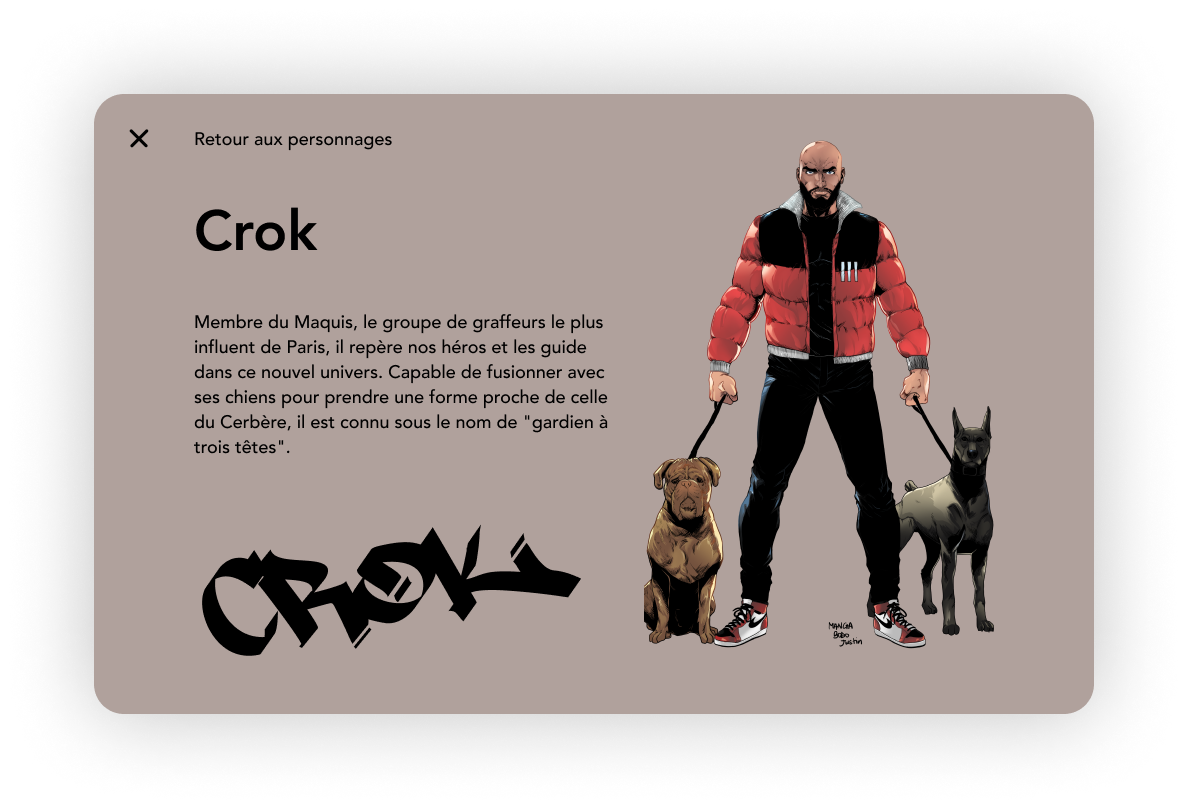 Retour aux personnages
Crok
Membre du Maquis, le groupe de graffeurs le plus
influent de Paris, il repère nos héros et les guide
dans ce nouvel univers. Capable de fusionner avec
ses chiens pour prendre une forme proche de celle
du Cerbère, il est connu sous le nom de "gardien à
trois têtes".
CROK
MANGA
BOBO
Justin